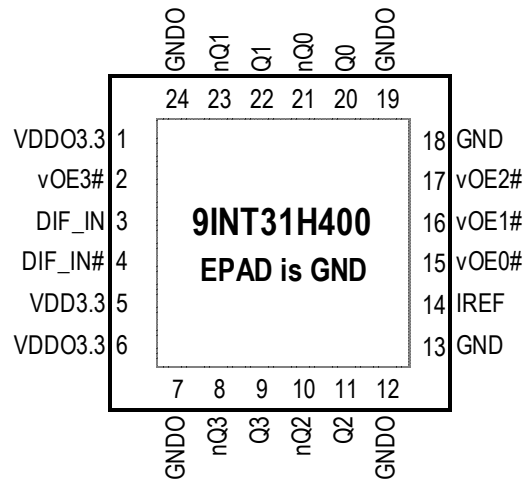 GNDO nQ1 Q1 nQ0 Q0 GNDO
24 23 22 21 20 19
VDDO3.3 1 18 GND
vOE3# 2 17 vOE2#
DIF_IN 3 16 vOE1#
9INT31H400
DIF_IN# 4 15 vOE0#
EPAD is GND
VDD3.3 5 14 IREF
VDDO3.3 6 13 GND
7 8 9 10 11 12
GNDO nQ3 Q3 nQ2 Q2 GNDO